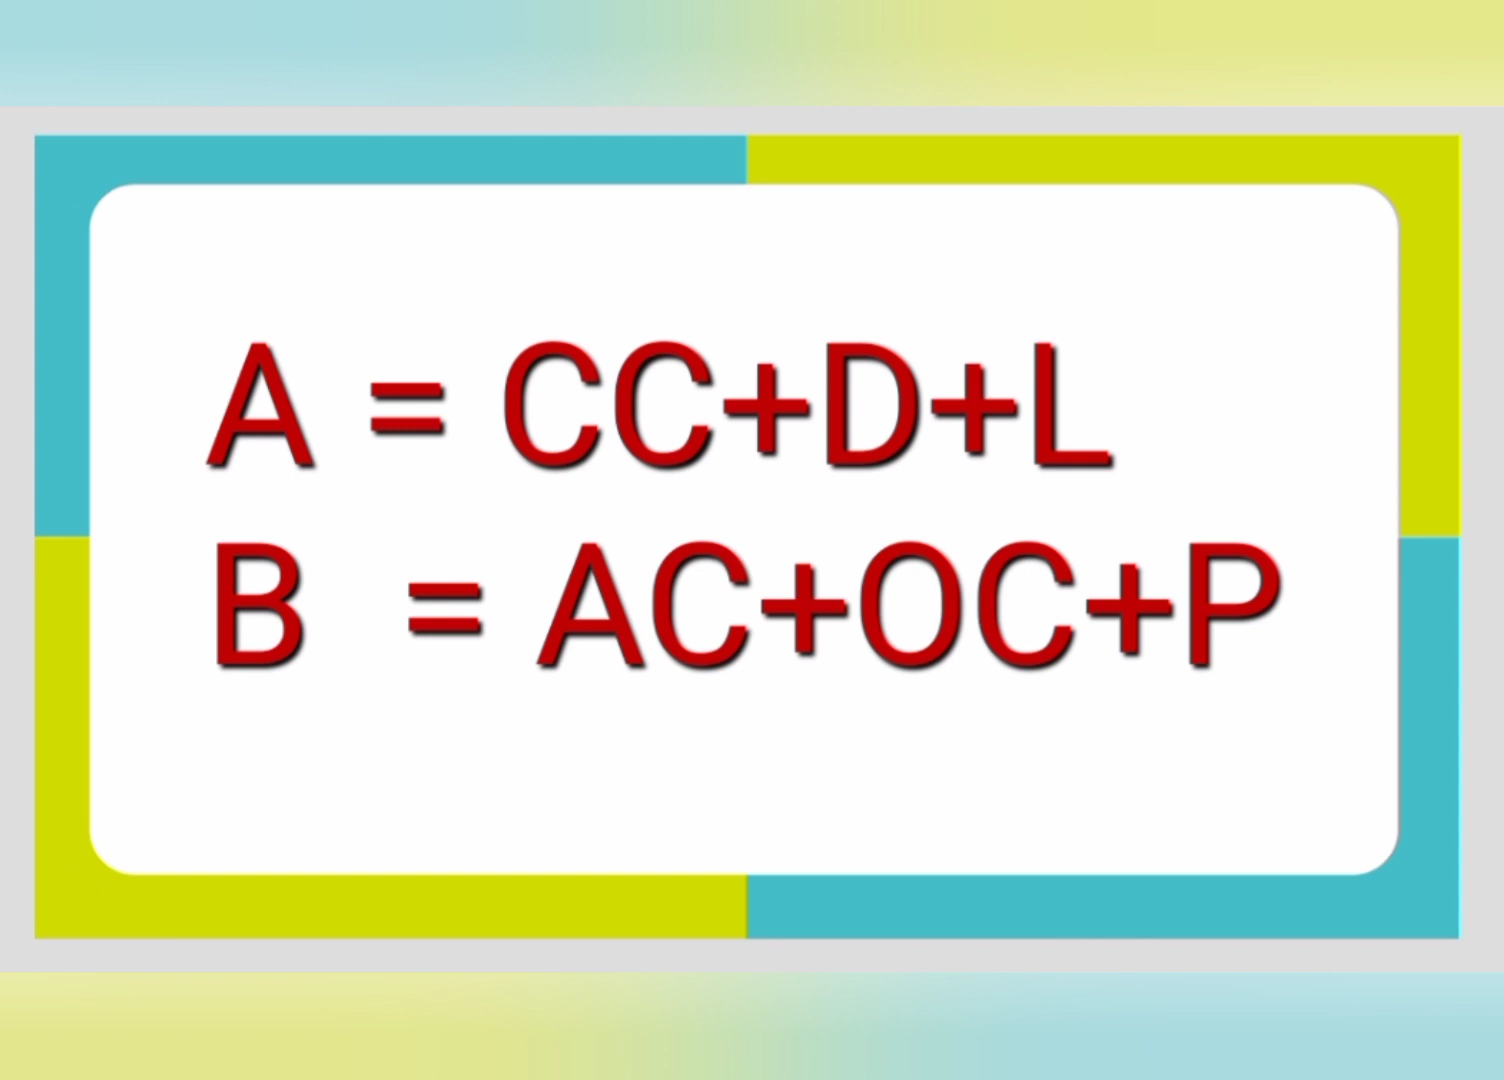 A = CC+D+L
B = AC+OC+P